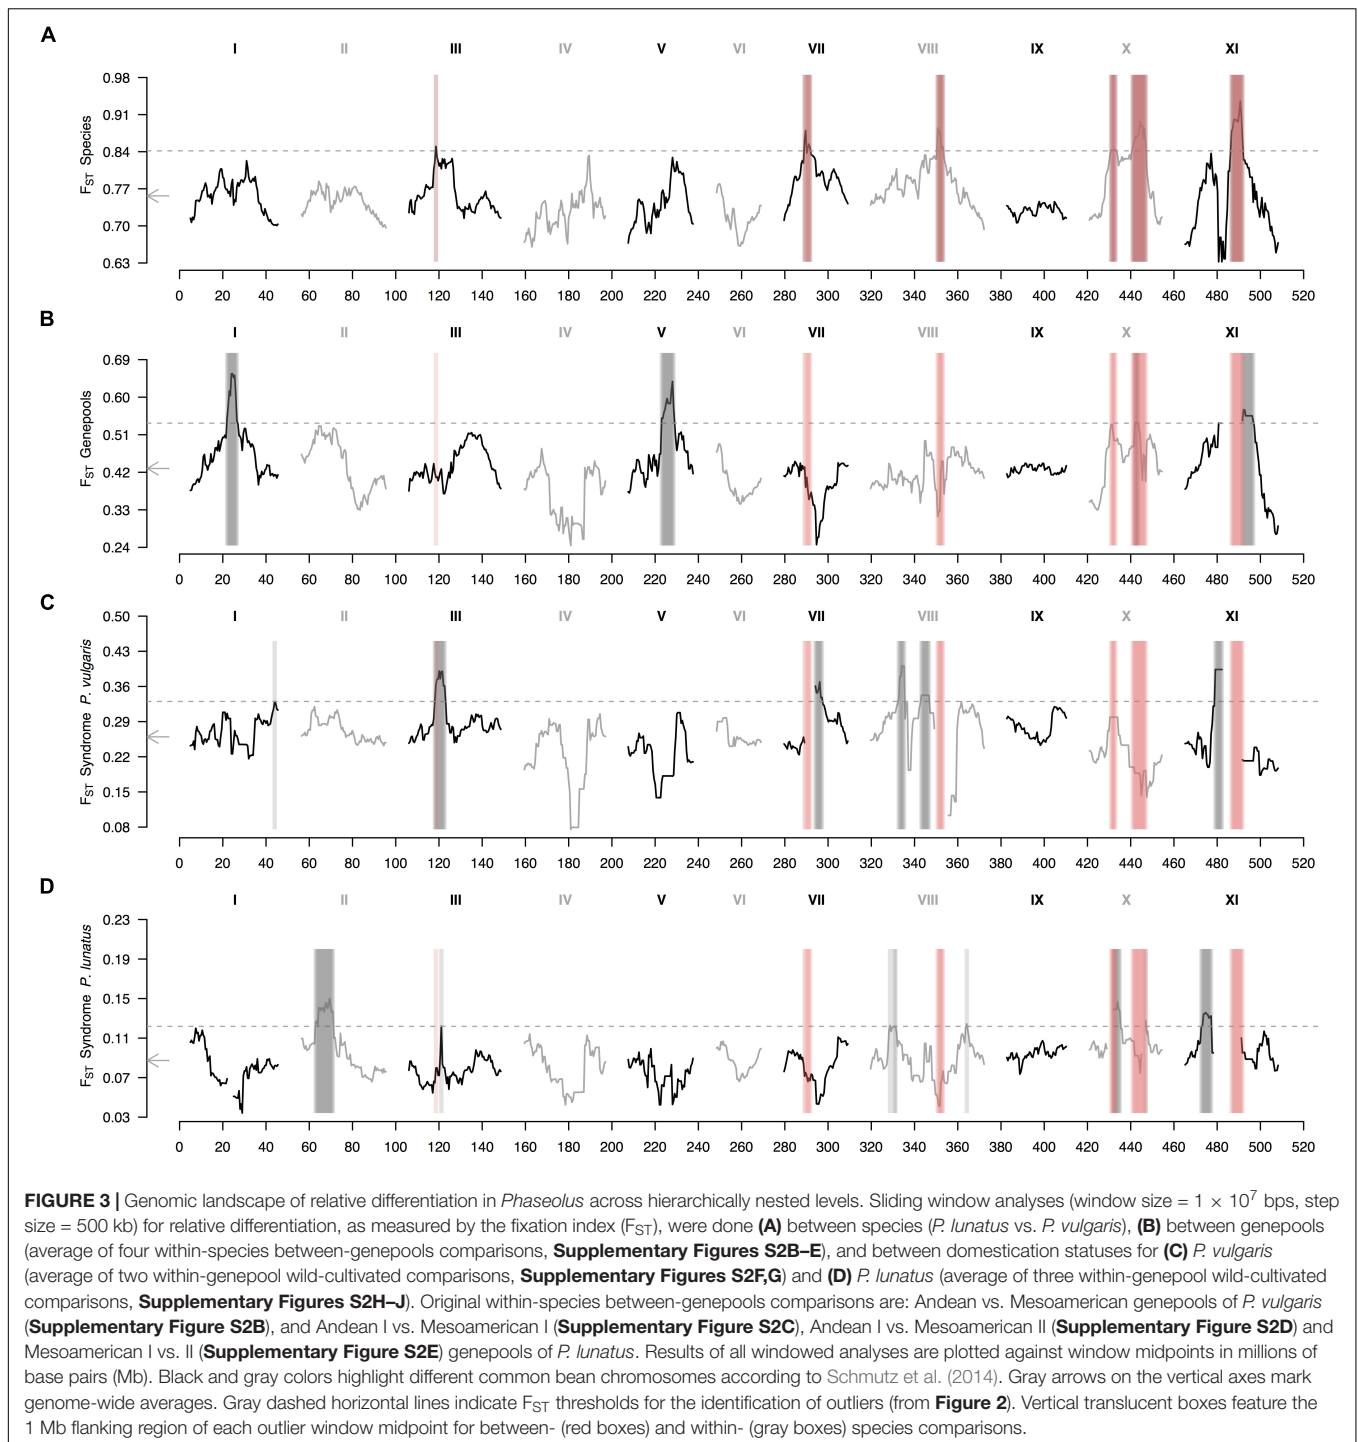 A
I II III IV V VI VII VIII IX X XI
0.98
0.91
0.84
0.77
0.70
0.63
FST Species
0 20 40 60 80 100 120 140 160 180 200 220 240 260 280 300 320 340 360 380 400 420 440 460 480 500 520
B
I II III IV V VI VII VIII IX X XI
0.69
0.60
0.51
0.42
0.33
0.24
FST Genepools
0 20 40 60 80 100 120 140 160 180 200 220 240 260 280 300 320 340 360 380 400 420 440 460 480 500 520
C
I II III IV V VI VII VIII IX X XI
0.50
0.43
0.36
0.29
0.22
0.15
0.08
FST Syndrome P. vulgaris
0 20 40 60 80 100 120 140 160 180 200 220 240 260 280 300 320 340 360 380 400 420 440 460 480 500 520
D
I II III IV V VI VII VIII IX X XI
0.23
0.19
0.15
0.11
0.07
0.03
FST Syndrome P. lunatus
0 20 40 60 80 100 120 140 160 180 200 220 240 260 280 300 320 340 360 380 400 420 440 460 480 500 520
FIGURE 3 | Genomic landscape of relative differentiation in Phaseolus across hierarchically nested levels. Sliding window analyses (window size = 1 × 10⁷ bps, step
size = 500 kb) for relative differentiation, as measured by the fixation index (FST), were done (A) between species (P. lunatus vs. P. vulgaris), (B) between genepools
(average of four within-species between-genepools comparisons, Supplementary Figures S2B–E), and between domestication statuses for (C) P. vulgaris
(average of two within-genepool wild-cultivated comparisons, Supplementary Figures S2F,G) and (D) P. lunatus (average of three within-genepool wild-cultivated
comparisons, Supplementary Figures S2H–J). Original within-species between-genepools comparisons are: Andean vs. Mesoamerican genepools of P. vulgaris
(Supplementary Figure S2B), and Andean I vs. Mesoamerican I (Supplementary Figure S2C), Andean I vs. Mesoamerican II (Supplementary Figure S2D) and
Mesoamerican I vs. II (Supplementary Figure S2E) genepools of P. lunatus. Results of all windowed analyses are plotted against window midpoints in millions of
base pairs (Mb). Black and gray colors highlight different common bean chromosomes according to Schmutz et al. (2014). Gray arrows on the vertical axes mark
genome-wide averages. Gray dashed horizontal lines indicate FST thresholds for the identification of outliers (from Figure 2). Vertical translucent boxes feature the
1 Mb flanking region of each outlier window midpoint for between- (red boxes) and within- (gray boxes) species comparisons.